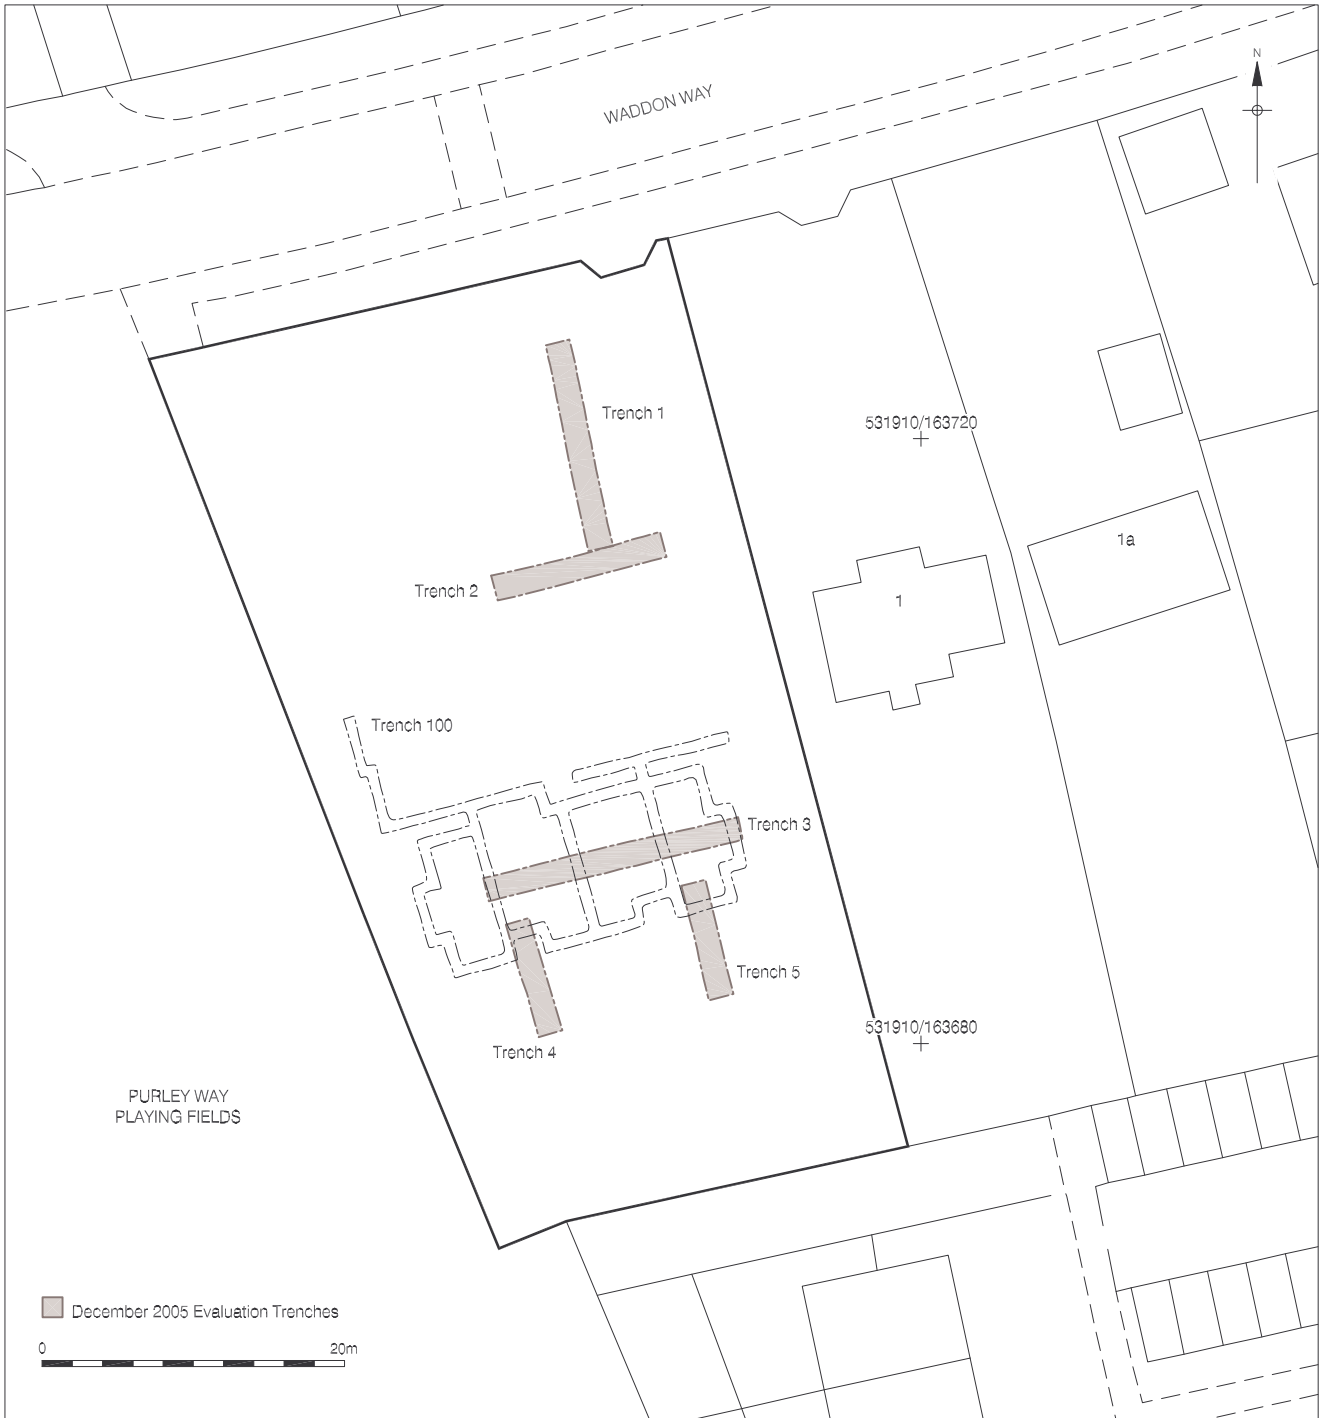 N
WADDON WAY
Trench 1
531910/163720
1a
Trench 2
1
Trench 100
Trench 3
Trench 5
531910/163680
Trench 4
PURLEY WAY
PLAYING FIELDS
December 2005 Evaluation Trenches
0 20m